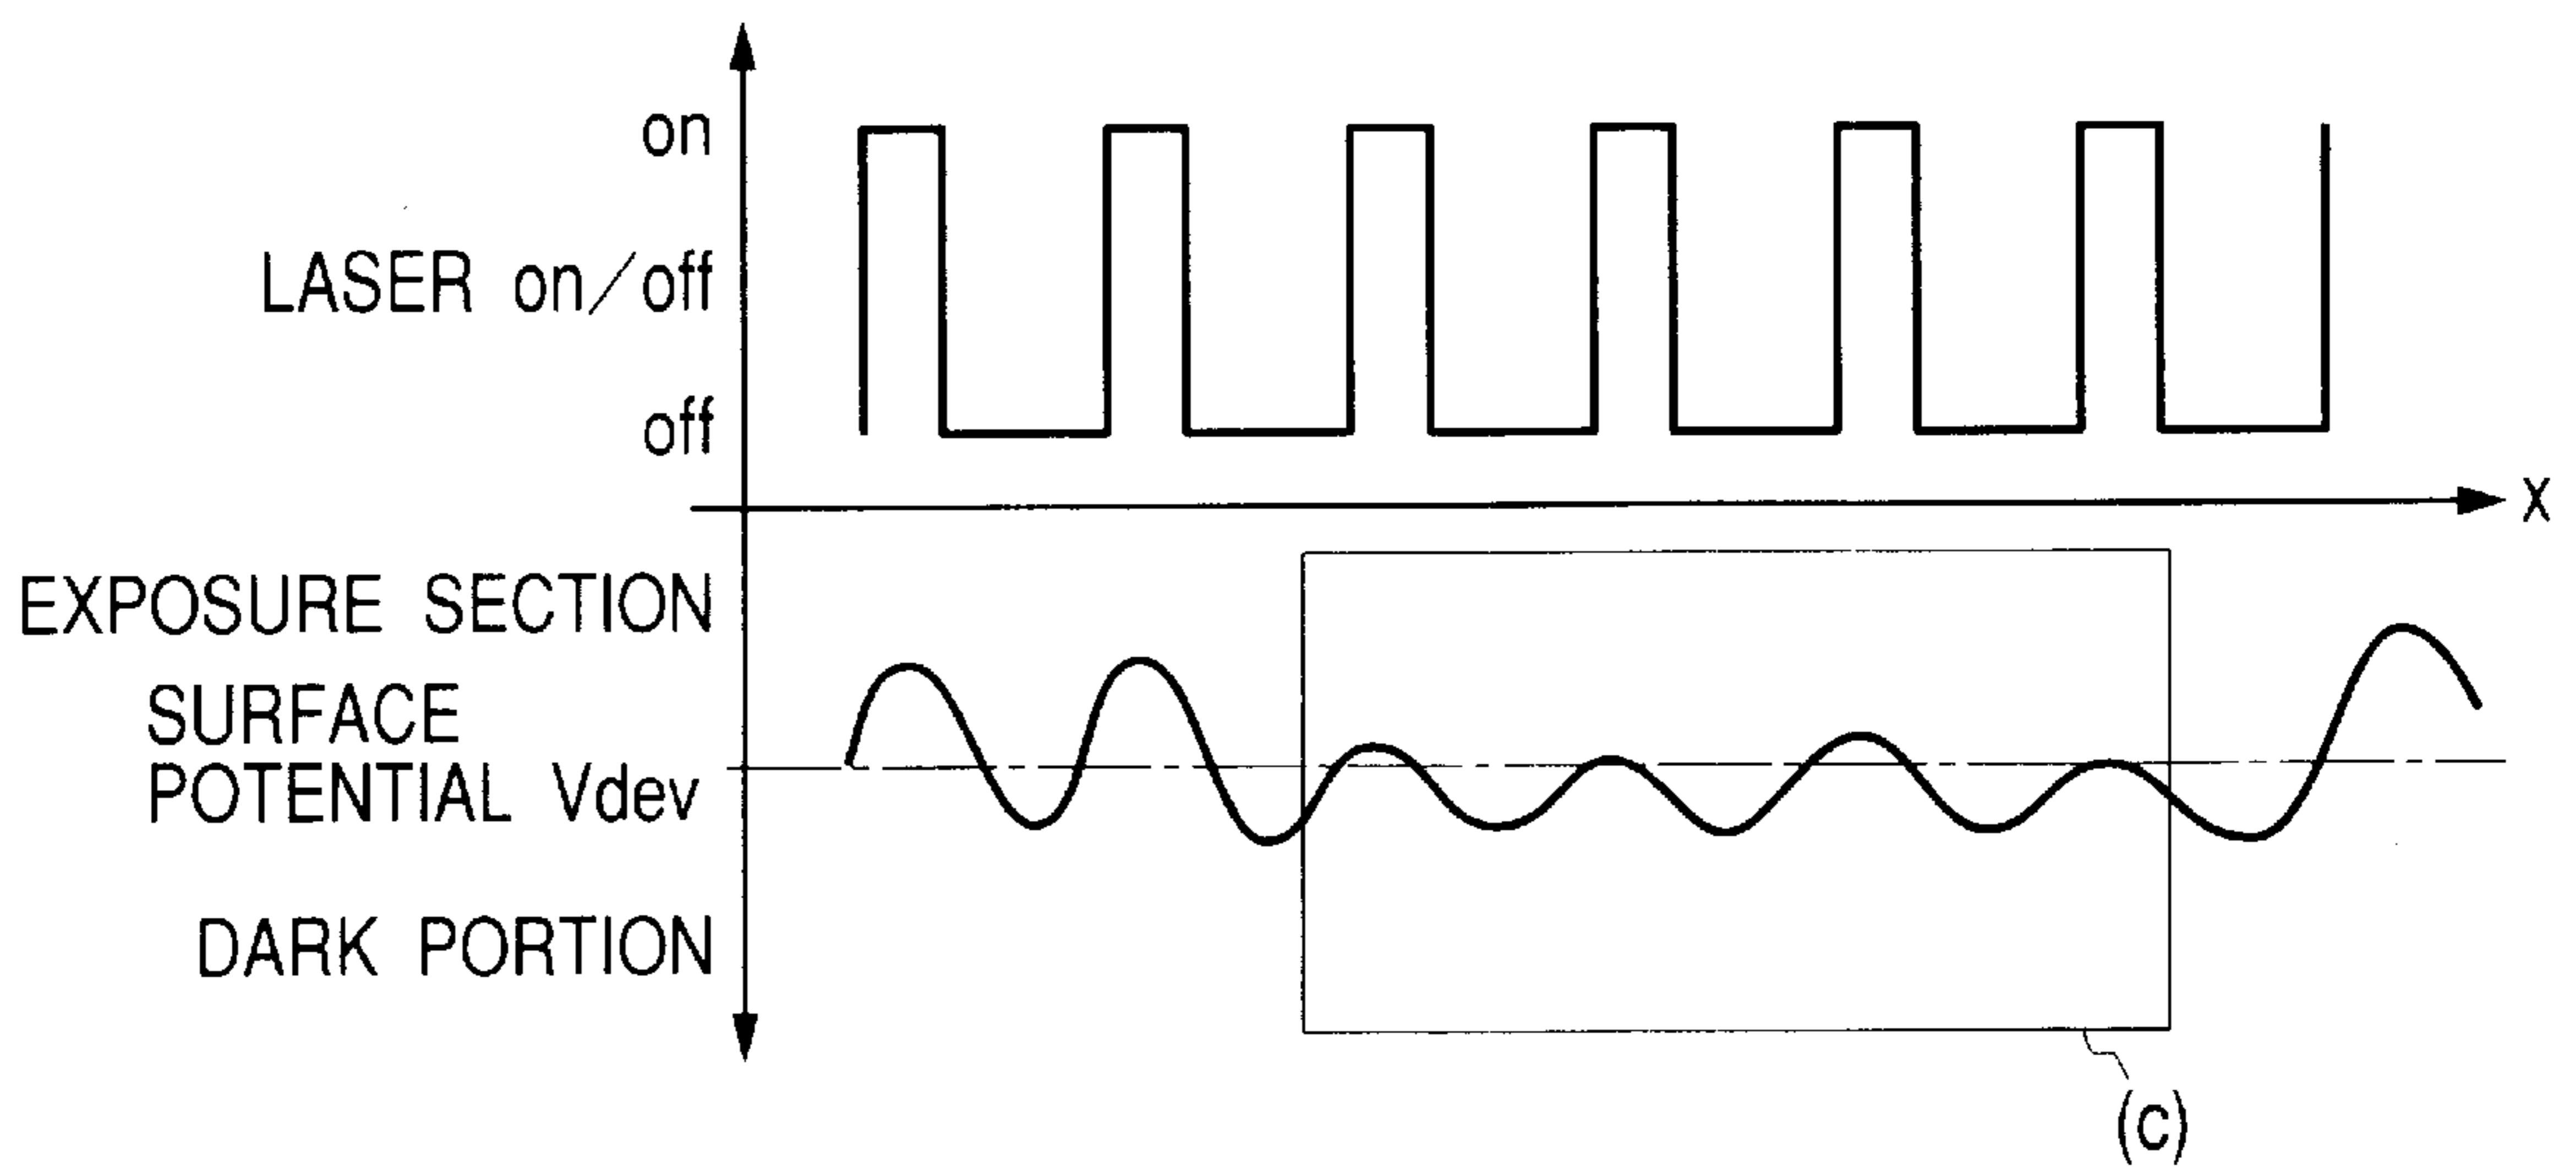 on
LASER on/off
off
X
EXPOSURE SECTION
SURFACE
POTENTIAL Vdev
DARK PORTION
(c)